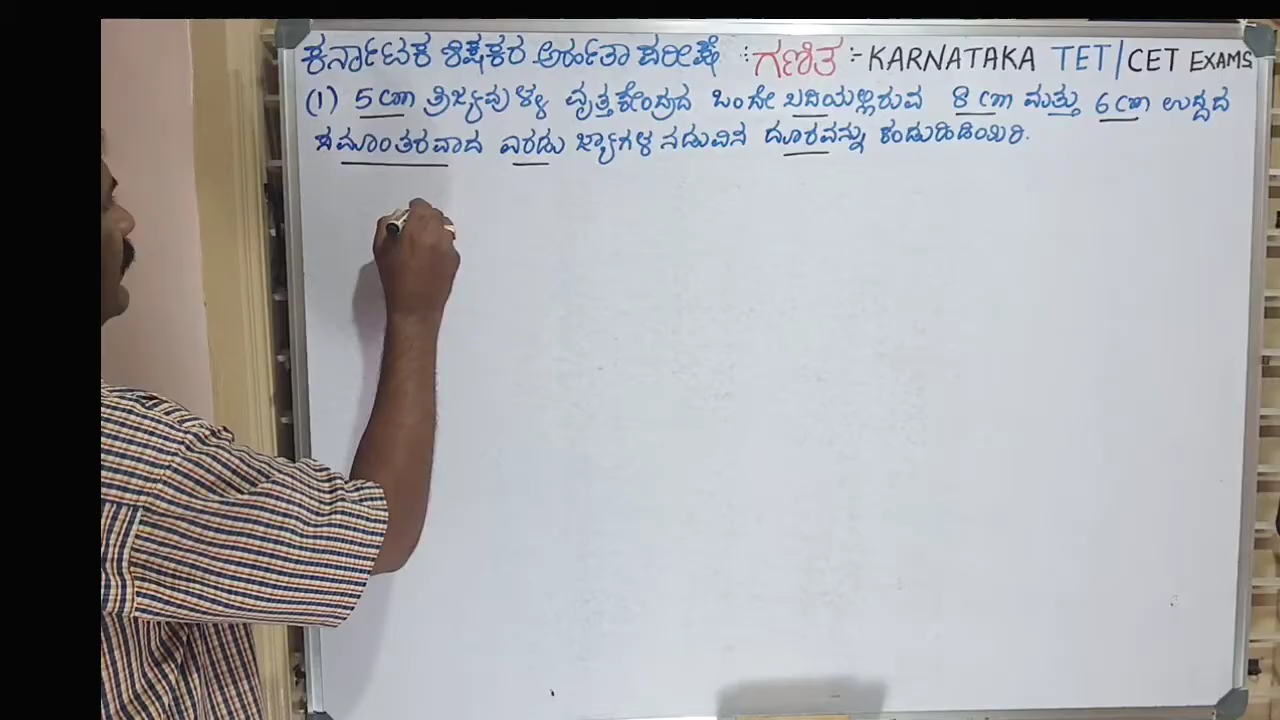 ಕರ್ನಾಟಕ ಶಿಕ್ಷಕರ ಅರ್ಹತಾ ಪರೀಕ್ಷೆ :- ಗಣಿತ :- KARNATAKA TET/CET EXAMS
(1) 5 cm ತ್ರಿಜ್ಯವುಳ್ಳ ವೃತ್ತಕೇಂದ್ರದ ಒಂದೇ ಬದಿಯಲ್ಲಿರುವ 8 cm ಮತ್ತು 6 cm ಉದ್ದದ
ಸಮಾಂತರವಾದ ಎರಡು ಜ್ಯಾಗಳ ನಡುವಿನ ದೂರವನ್ನು ಕಂಡುಹಿಡಿಯಿರಿ.